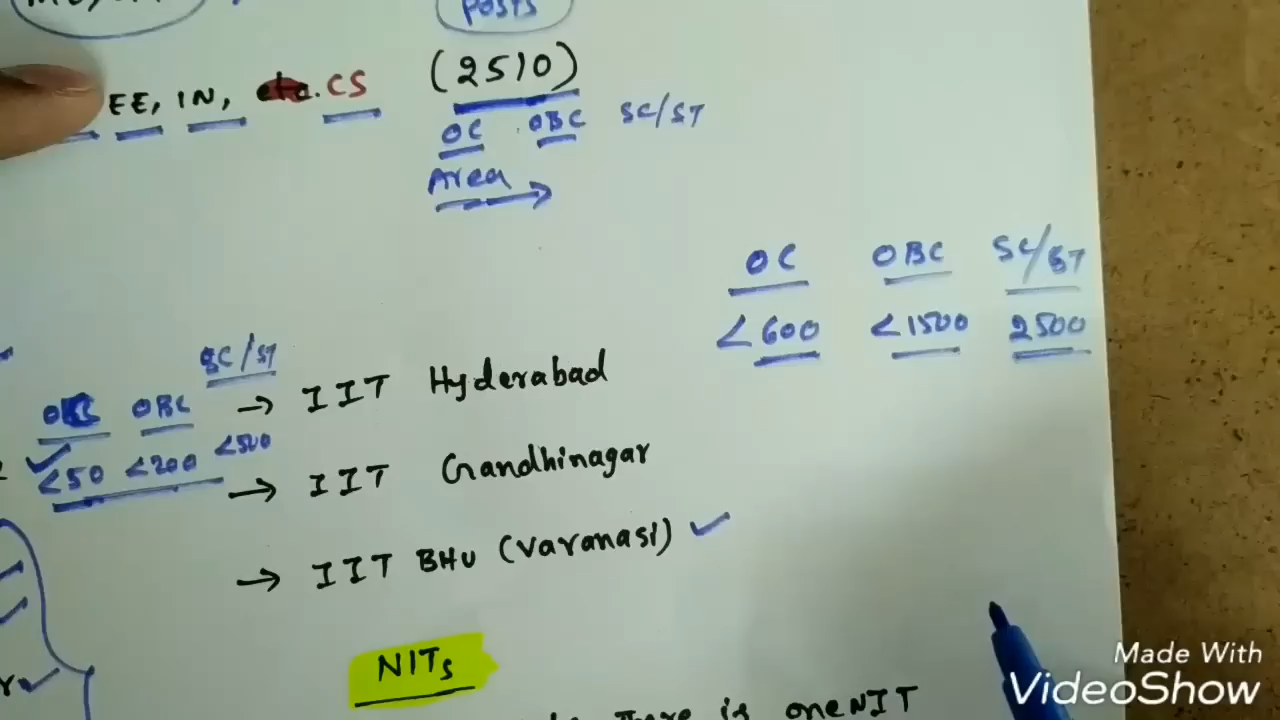 POSTS
EE, IN, etc. CS (2510)
OC OBC SC/ST
Area
OC OBC SC/ST
<600 <1500 2500
SC/ST
OC OBC → IIT Hyderabad
<50 <200 <500
→ IIT Gandhinagar
→ IIT BHU (Varanasi)
NITs
There is one NIT
Made With
VideoShow